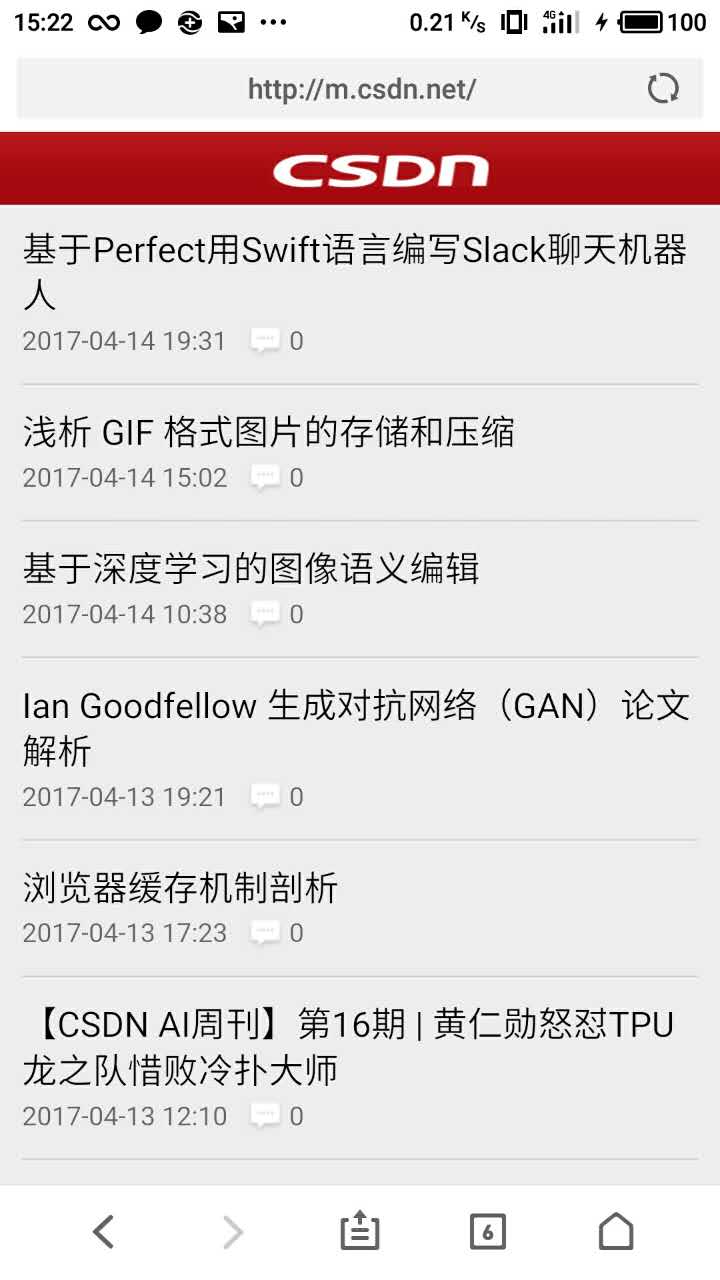 15:22 ... 0.21 K/s 4G 100
http://m.csdn.net/
CSDN
基于Perfect用Swift语言编写Slack聊天机器
人
2017-04-14 19:31 0
浅析 GIF 格式图片的存储和压缩
2017-04-14 15:02 0
基于深度学习的图像语义编辑
2017-04-14 10:38 0
Ian Goodfellow 生成对抗网络（GAN）论文
解析
2017-04-13 19:21 0
浏览器缓存机制剖析
2017-04-13 17:23 0
【CSDN AI周刊】第16期 | 黄仁勋怒怼TPU
龙之队惜败冷扑大师
2017-04-13 12:10 0
6